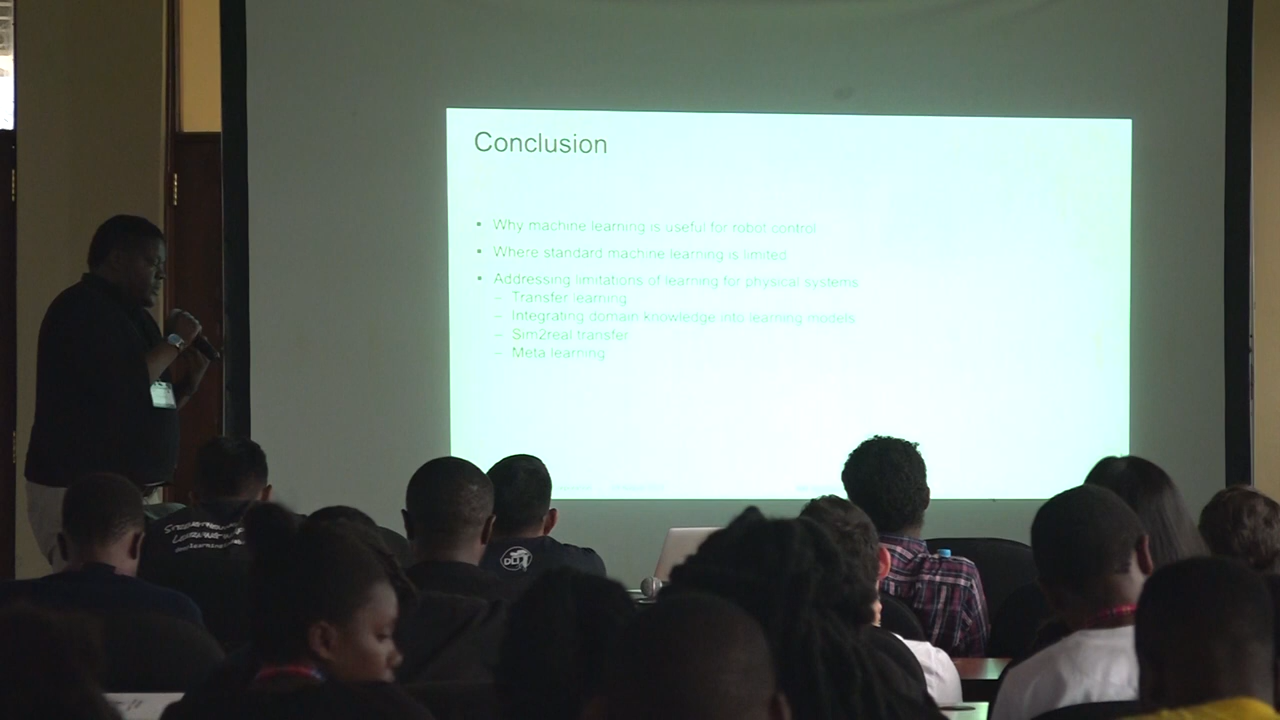 Conclusion
Why machine learning is useful for robot control
Where standard machine learning is limited
Addressing limitations of learning for physical systems
– Transfer learning
– Integrating domain knowledge into learning models
– Sim2real transfer
– Meta learning
DLI